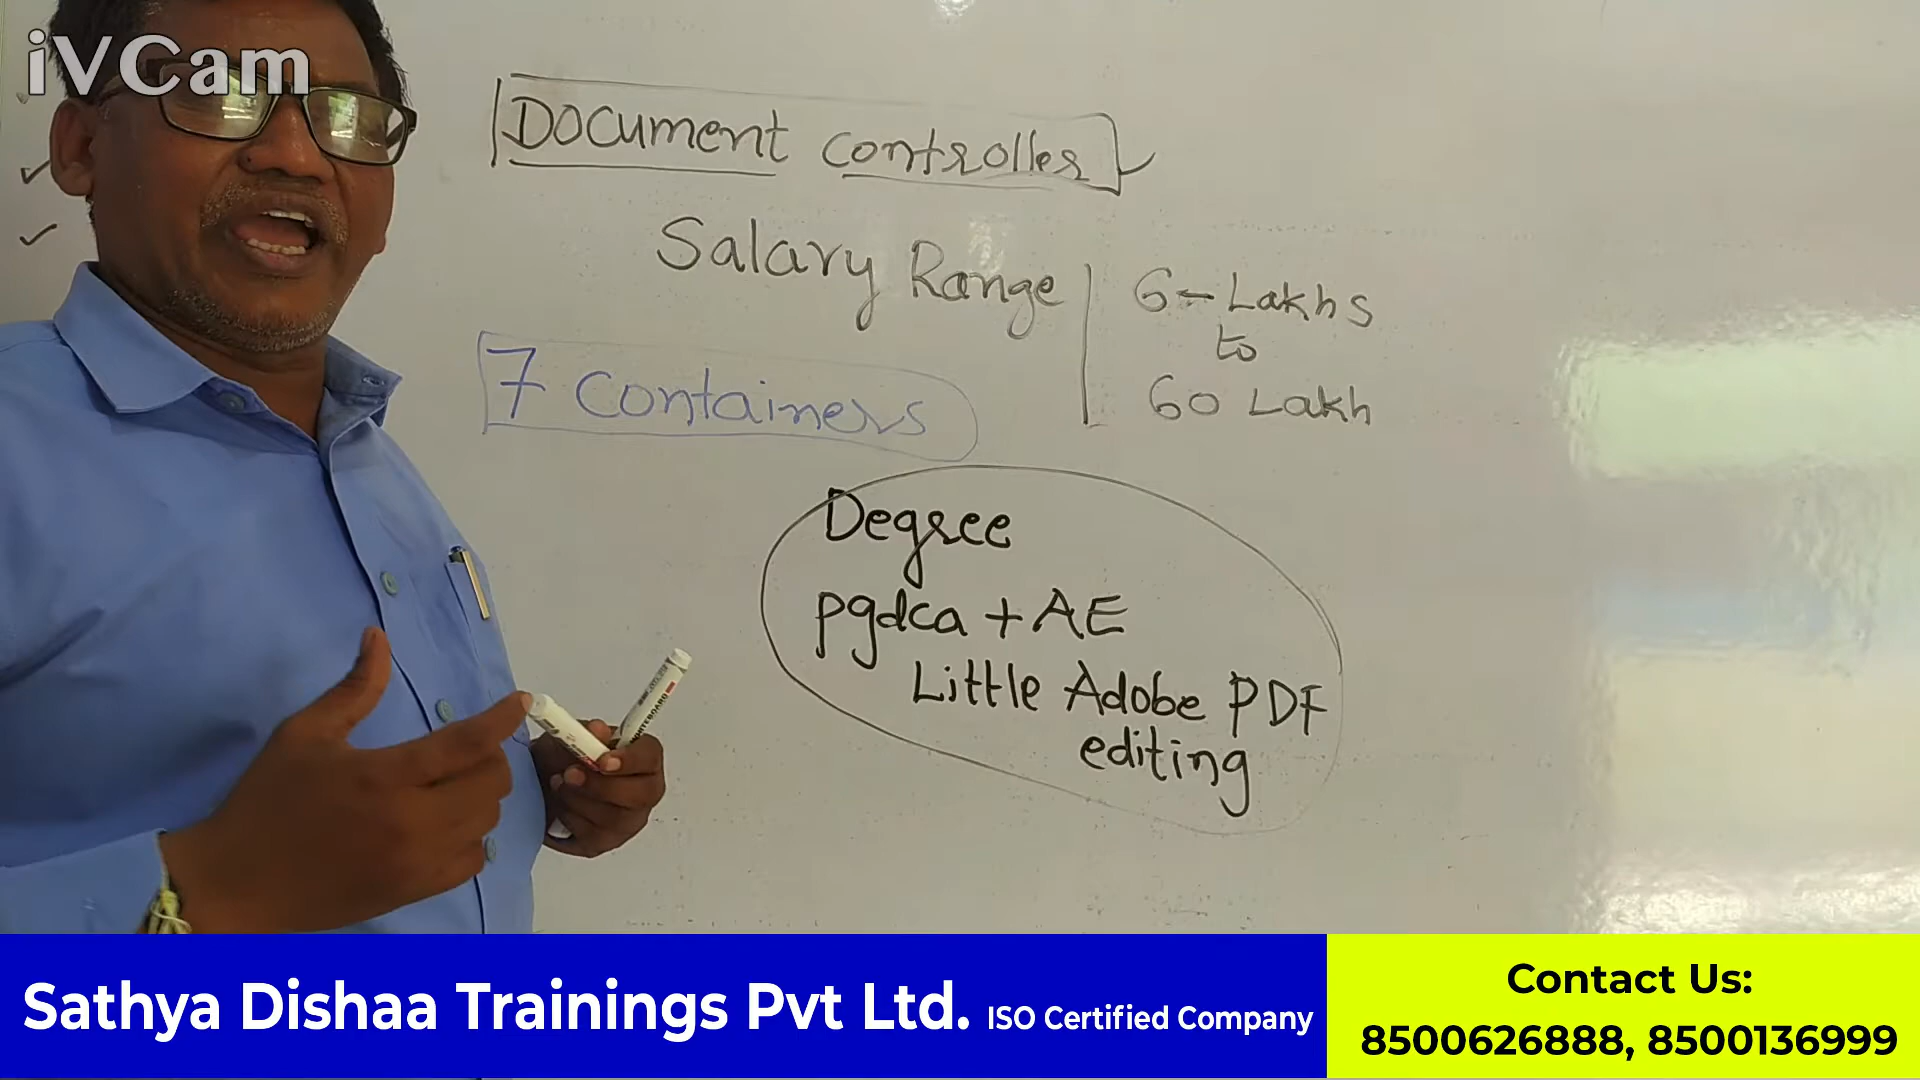 iVCam
Document controller
Salary Range
6-Lakhs
to
60 Lakh
7 Containers
Degree
pgdca + AE
Little Adobe PDF
editing
Sathya Dishaa Trainings Pvt Ltd. ISO Certified Company
Contact Us:
8500626888, 8500136999